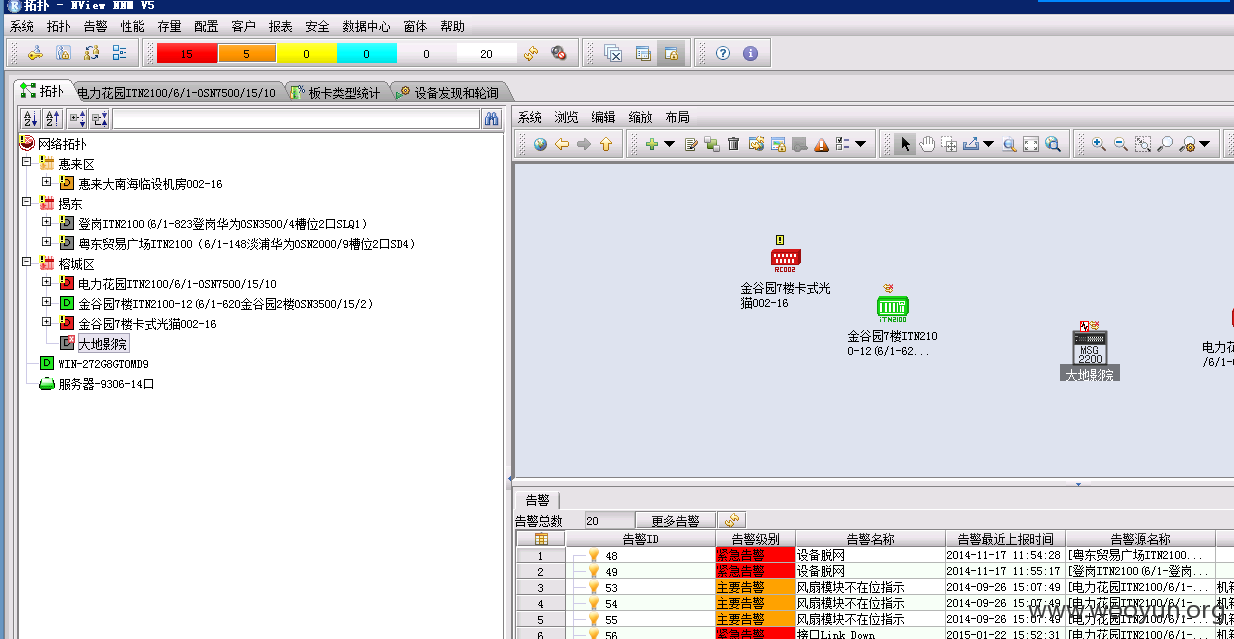 拓扑 - NView NNM V5
系统 拓扑 告警 性能 存量 配置 客户 报表 安全 数据中心 窗体 帮助
15 5 0 0 0 20
拓扑 电力花园ITN2100/6/1-OSN7500/15/10 板卡类型统计 设备发现和轮询
网络拓扑
惠来区
惠来大南海临设机房002-16
揭东
登岗ITN2100(6/1-823登岗华为OSN3500/4槽位2口SLQ1)
粤东贸易广场ITN2100（6/1-148淡浦华为OSN2000/9槽位2口SD4）
榕城区
电力花园ITN2100/6/1-OSN7500/15/10
金谷园7楼ITN2100-12(6/1-620金谷园2楼OSN3500/15/2)
金谷园7楼卡式光猫002-16
大地影院
WIN-272G8GTOMD9
服务器-9306-14口
系统 浏览 编辑 缩放 布局
RC002
金谷园7楼卡式光
猫002-16
iTN2100
金谷园7楼ITN210
0-12(6/1-62...
MSG
2200
大地影院
电力花
/6/1-
告警
告警总数 20 更多告警
告警ID 告警级别 告警名称 告警最近上报时间 告警源名称
1 48 紧急告警 设备脱网 2014-11-17 11:54:28 [粤东贸易广场ITN2100...
2 49 紧急告警 设备脱网 2014-11-17 11:55:17 [登岗ITN2100(6/1-登岗...
3 53 主要告警 风扇模块不在位指示 2014-09-26 15:07:49 [电力花园ITN2100/6/1-... 机
4 54 主要告警 风扇模块不在位指示 2014-09-26 15:07:49 [电力花园ITN2100/6/1-... 机
5 55 主要告警 风扇模块不在位指示 2014-09-26 15:07:49 [电力花园ITN2100/6/1-... 机
6 56 紧急告警 接口Link Down 2015-01-22 15:52:31 [电力花园ITN2100/6/1-... 机
www.wooyun.org